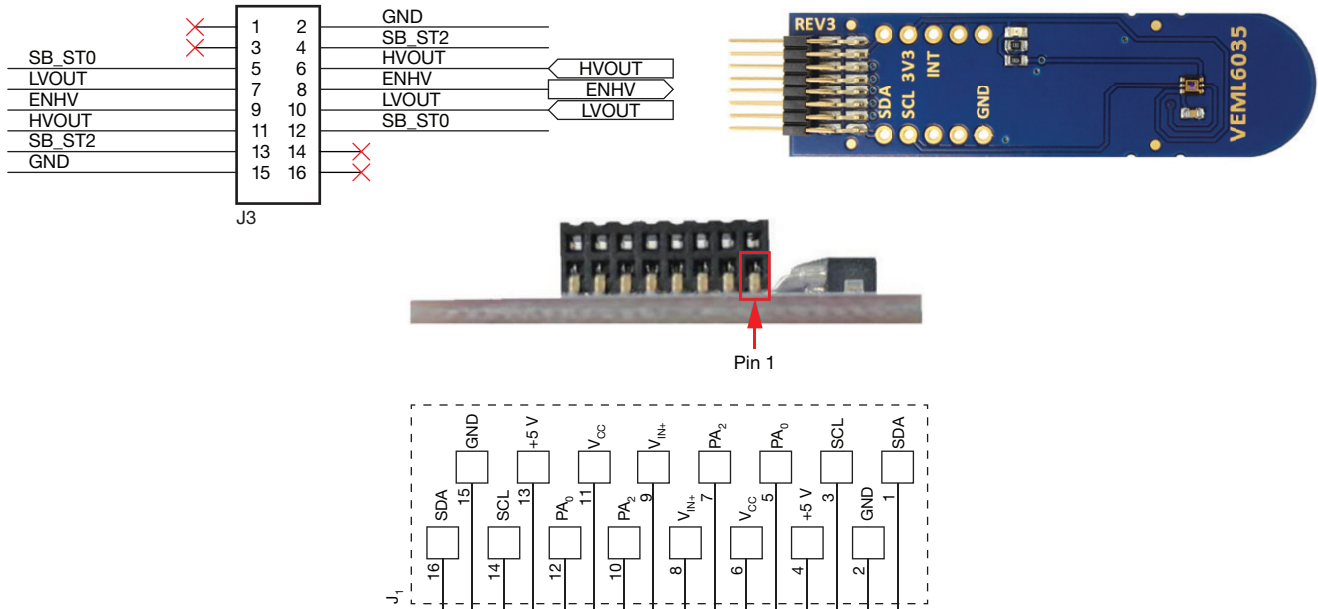 GND
1 2
SB_ST2
3 4
SB_ST0
HVOUT
5 6
HVOUT
LVOUT
ENHV
7 8
ENHV
ENHV
LVOUT
9 10
LVOUT
HVOUT
SB_ST0
11 12
SB_ST2
13 14
GND
15 16
J3
REV3
SDA
SCL
3V3
INT
GND
VEML6035
Pin 1
GND
+5 V
VCC
VIN+
PA2
PA0
SCL
SDA
15
13
11
9
7
5
3
1
SDA
SCL
PA0
PA2
VIN+
VCC
+5 V
GND
16
14
12
10
8
6
4
2
J1